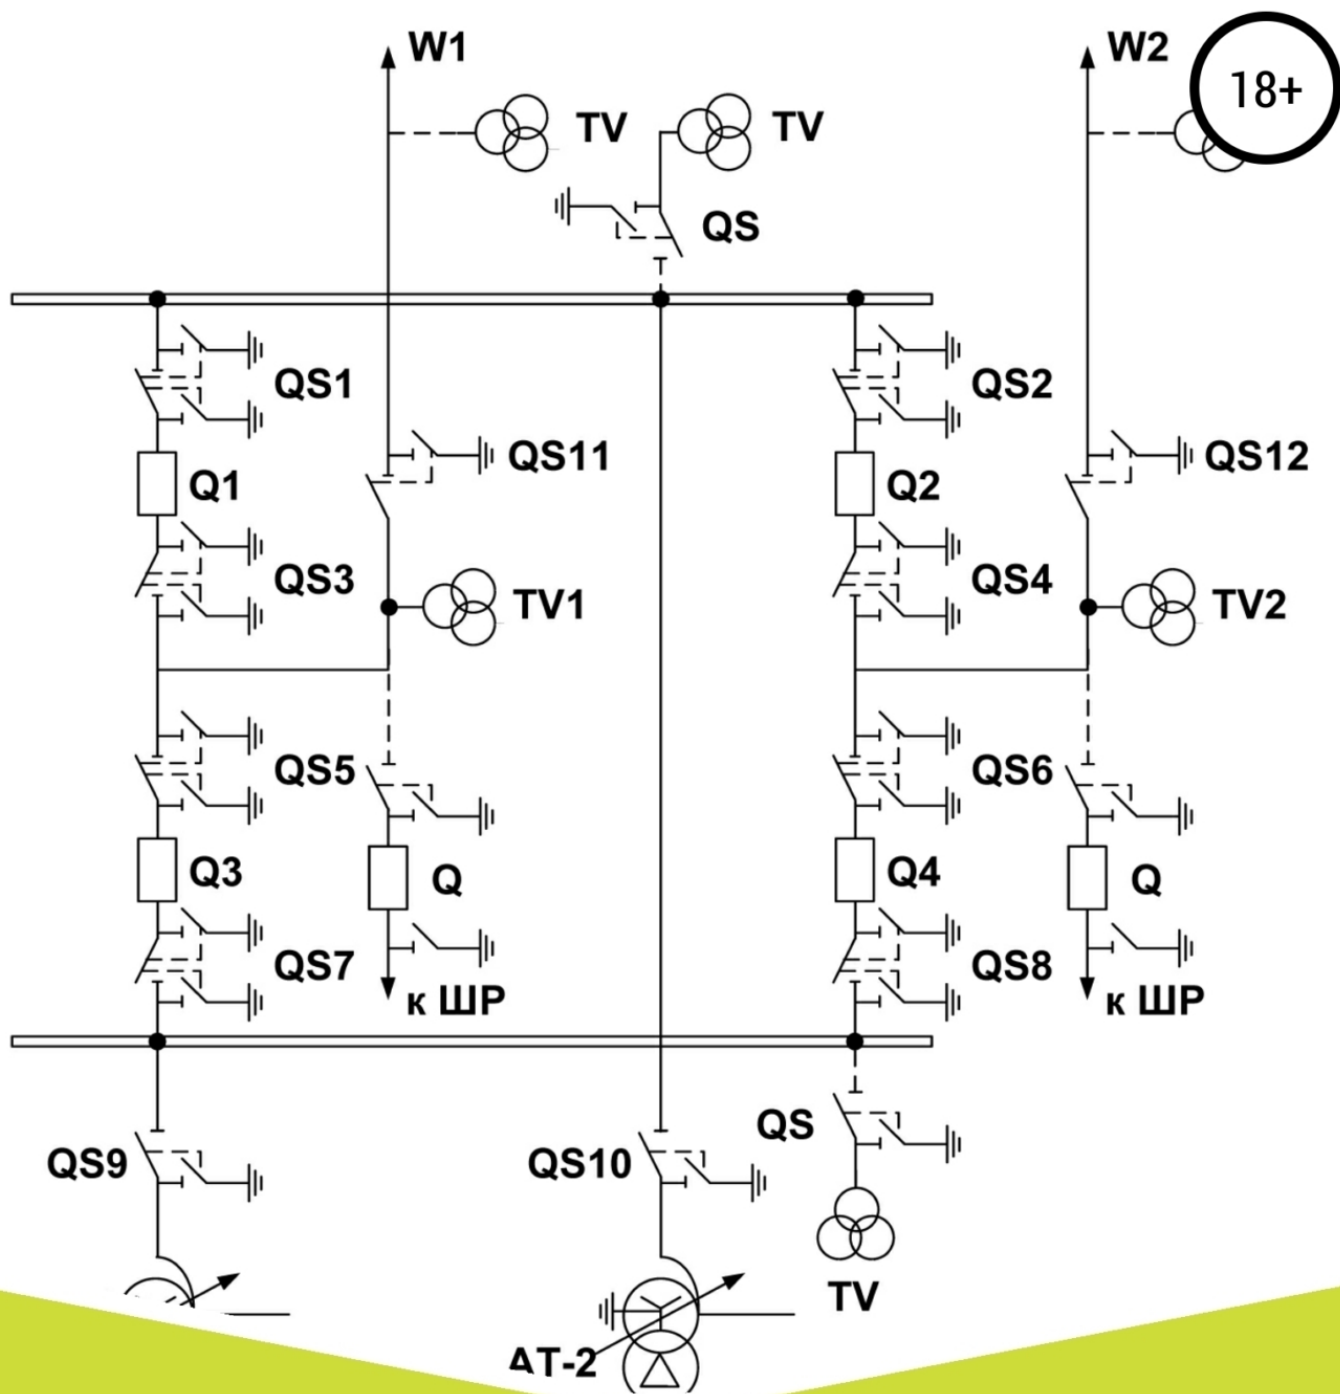 W1
W2
18+
TV
TV
QS
QS1
QS2
QS11
QS12
Q1
Q2
QS3
QS4
TV1
TV2
QS5
QS6
Q3
Q
Q4
Q
QS7
QS8
к ШР
к ШР
QS
QS9
QS10
TV
АТ-2